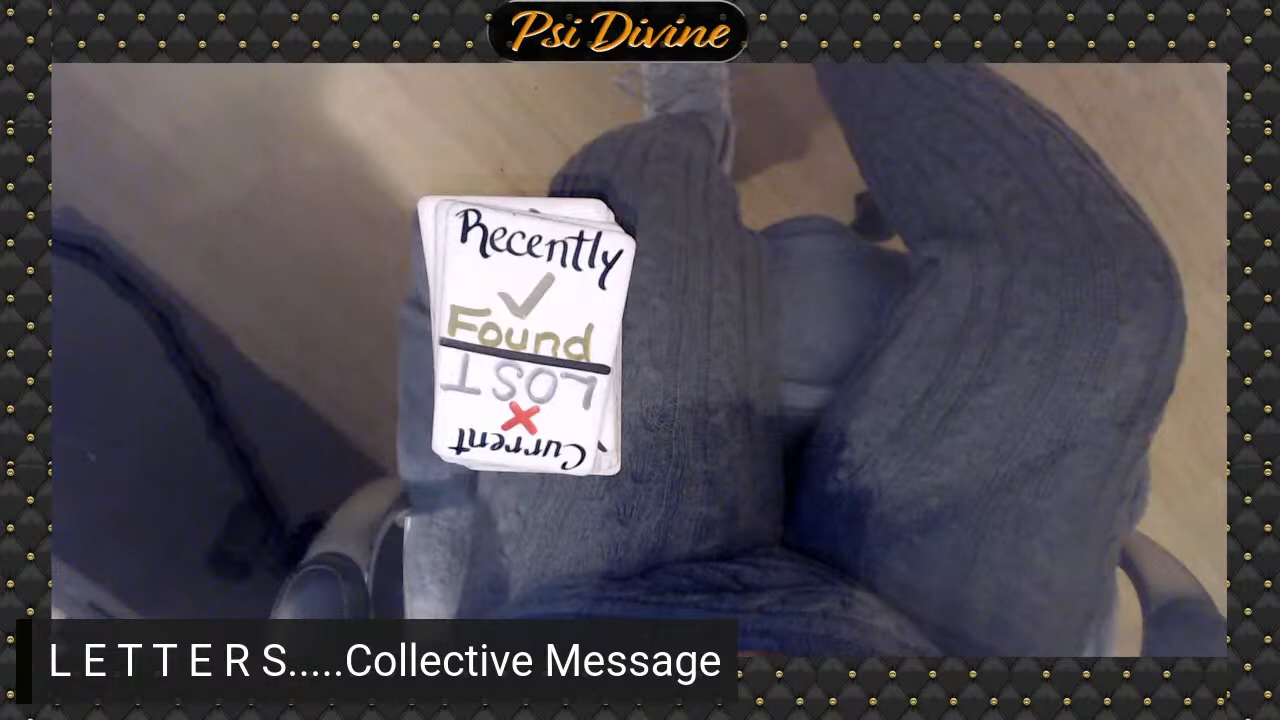 Psi Divine
Recently
Found
LOST
Current
L E T T E R S.....Collective Message